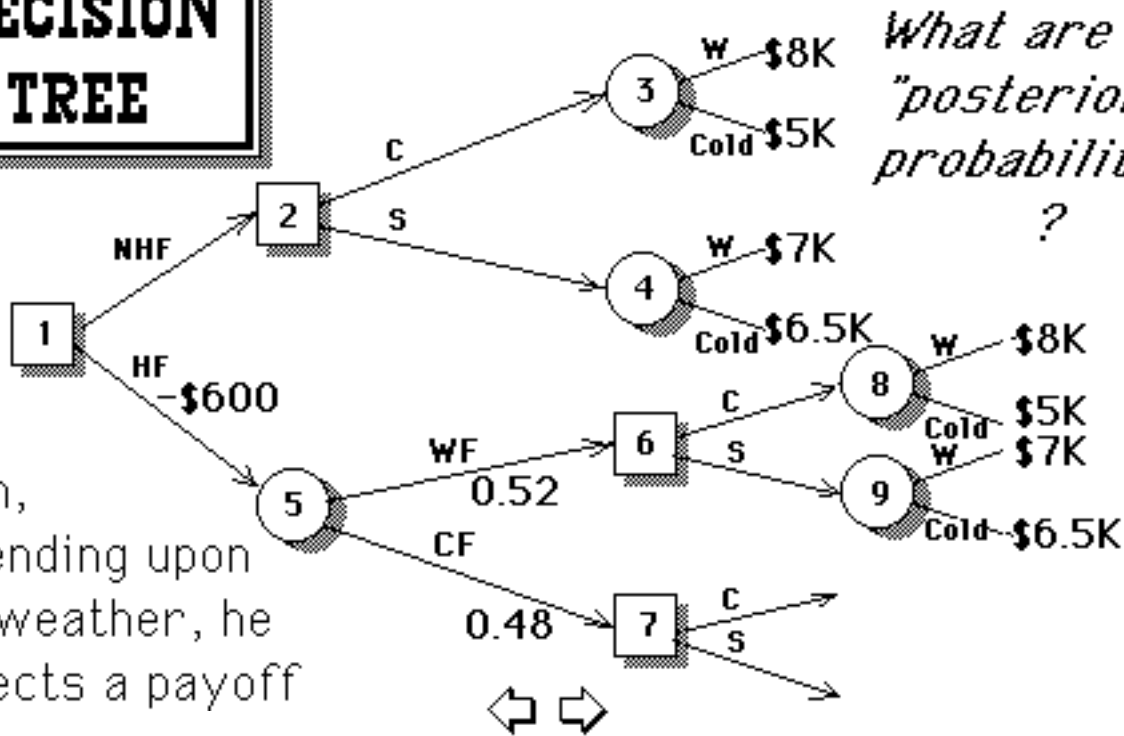 ECISION
TREE
What are
"posterior
probabiliti
?
W $8K
3
Cold $5K
C
2
S
NHF
W $7K
4
Cold $6.5K
1
HF
-$600
W $8K
8
C
Cold $5K
6
WF
S
W $7K
0.52
9
5
Cold $6.5K
n,
CF
ending upon
C
weather, he
0.48
7
S
ects a payoff